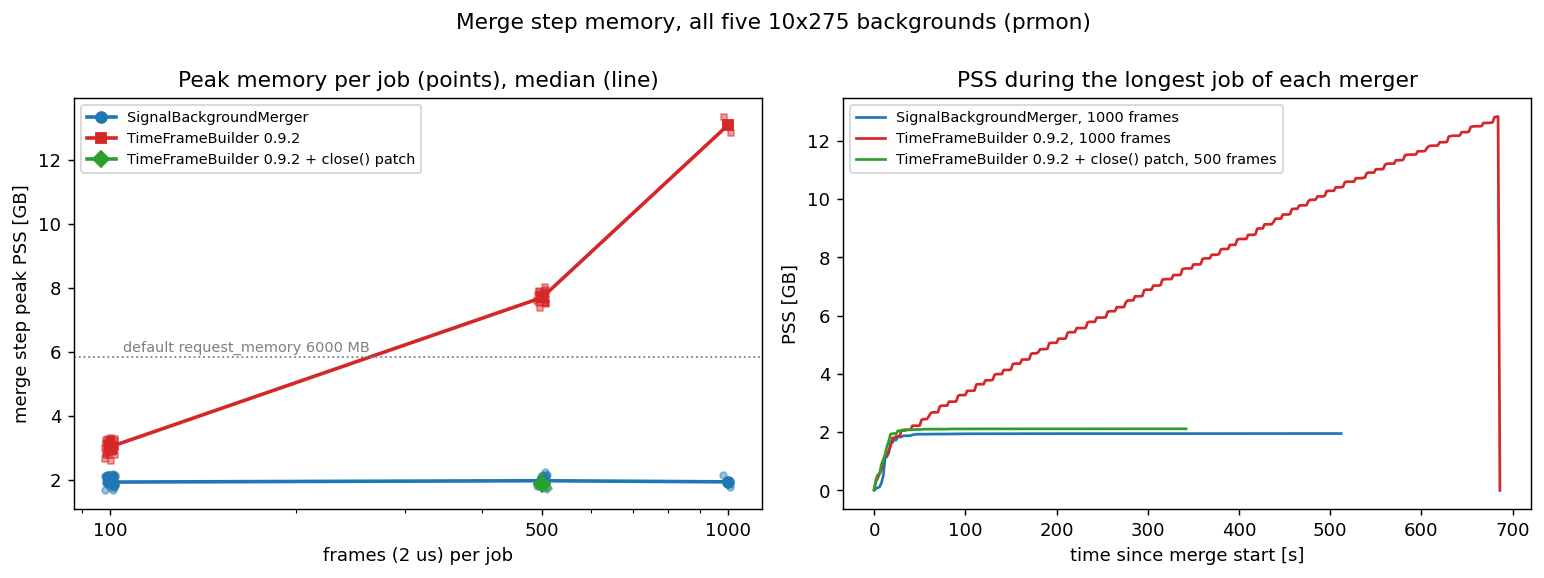 Merge step memory, all five 10x275 backgrounds (prmon)
Peak memory per job (points), median (line)
SignalBackgroundMerger
TimeFrameBuilder 0.9.2
TimeFrameBuilder 0.9.2 + close() patch
default request_memory 6000 MB
merge step peak PSS [GB]
12
10
8
6
4
2
100
500
1000
frames (2 us) per job
PSS during the longest job of each merger
SignalBackgroundMerger, 1000 frames
TimeFrameBuilder 0.9.2, 1000 frames
TimeFrameBuilder 0.9.2 + close() patch, 500 frames
PSS [GB]
12
10
8
6
4
2
0
0
100
200
300
400
500
600
700
time since merge start [s]